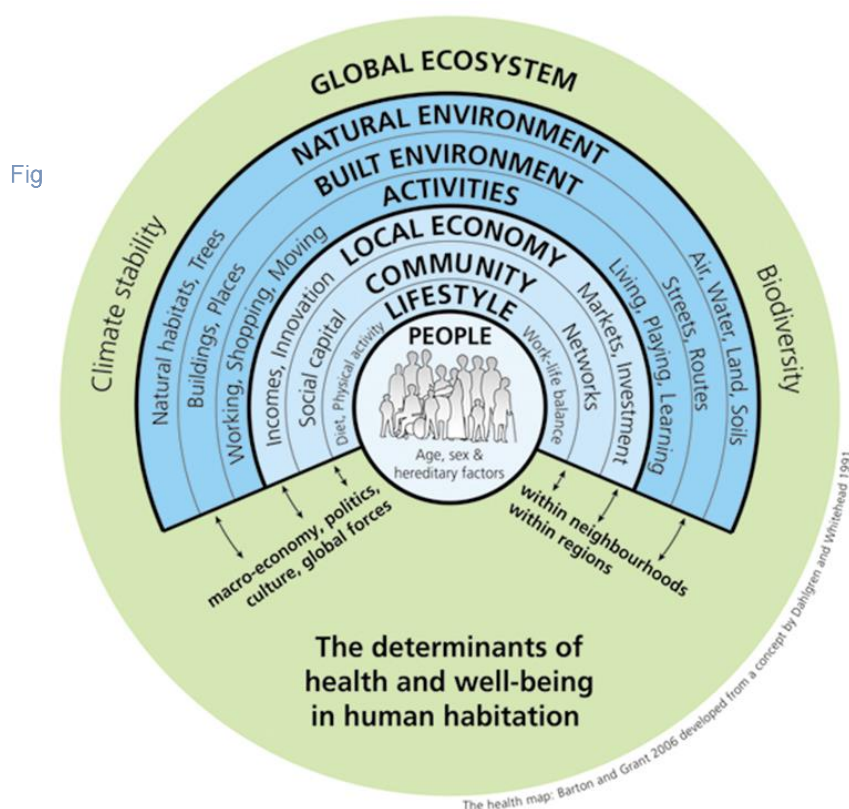 Fig
GLOBAL ECOSYSTEM
NATURAL ENVIRONMENT
BUILT ENVIRONMENT
ACTIVITIES
LOCAL ECONOMY
COMMUNITY
LIFESTYLE
PEOPLE
Age, sex &
hereditary factors
Climate stability
Natural habitats, Trees
Buildings, Places
Working, Shopping, Moving
Incomes, Innovation
Social capital
Diet, Physical activity
Work-life balance
Networks
Markets, Investment
Living, Playing, Learning
Streets, Routes
Air, Water, Land, Soils
Biodiversity
macro-economy, politics,
culture, global forces
within neighbourhoods
within regions
The determinants of
health and well-being
in human habitation
The health map: Barton and Grant 2006 developed from a concept by Dahlgren and Whitehead 1991